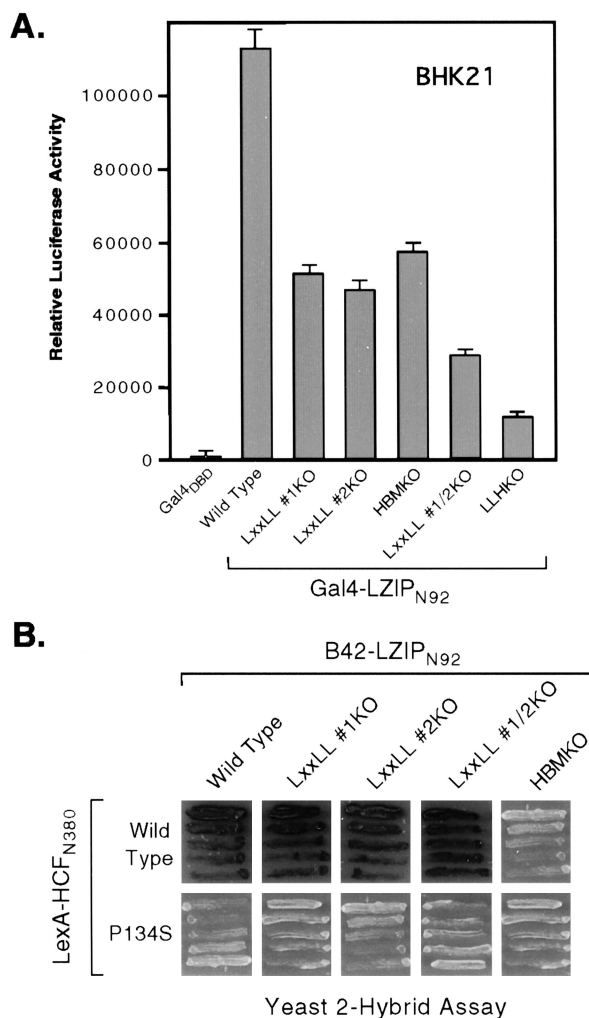 A.
BHK21
Relative Luciferase Activity
100000
80000
60000
40000
20000
0
Gal4DBD
Wild Type
LxxLL #1KO
LxxLL #2KO
HBMKO
LxxLL #1/2KO
LLHKO
Gal4-LZIPN92
B.
B42-LZIPN92
Wild Type
LxxLL #1KO
LxxLL #2KO
LxxLL #1/2KO
HBMKO
LexA-HCFN380
Wild
Type
P134S
Yeast 2-Hybrid Assay